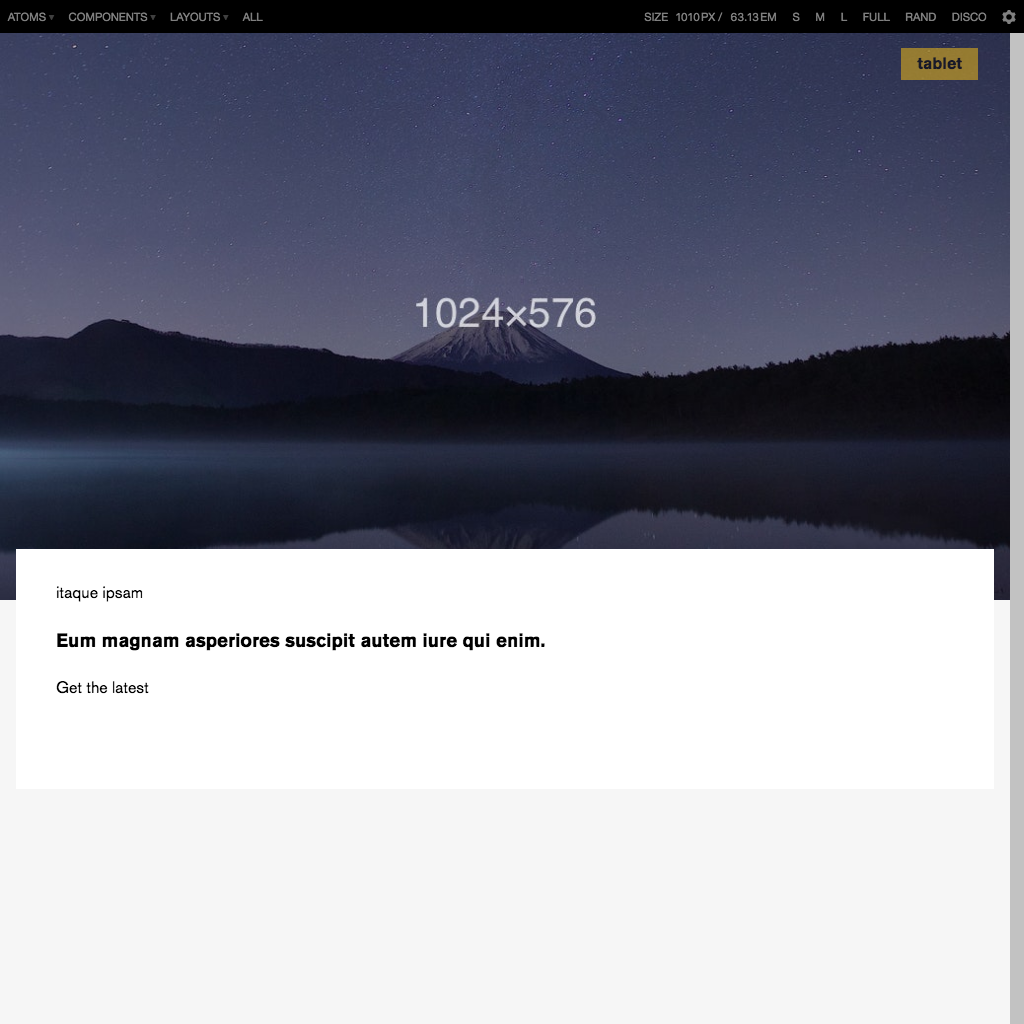 ATOMS ▾ COMPONENTS ▾ LAYOUTS ▾ ALL SIZE 1010PX / 63.13EM S M L FULL RAND DISCO
tablet
1024×576
itaque ipsam
Eum magnam asperiores suscipit autem iure qui enim.
Get the latest